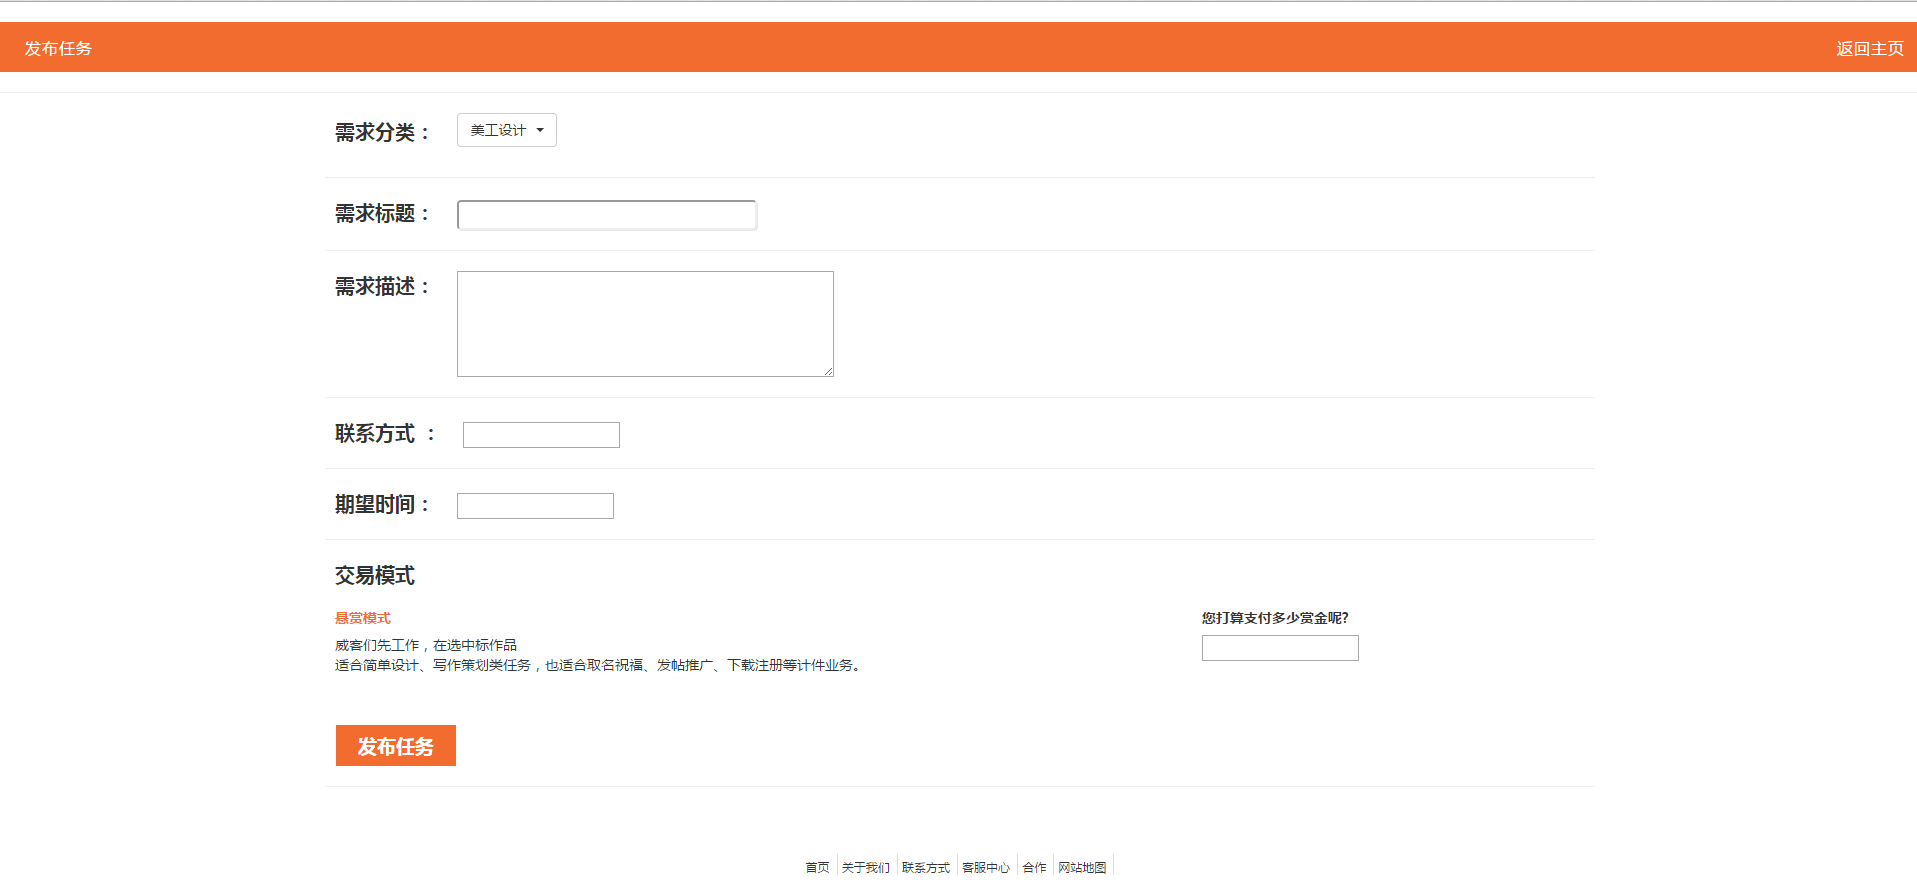 发布任务
返回主页
需求分类：
美工设计
需求标题：
需求描述：
联系方式 ：
期望时间：
交易模式
悬赏模式
您打算支付多少赏金呢?
威客们先工作，在选中标作品
适合简单设计、写作策划类任务，也适合取名祝福、发帖推广、下载注册等计件业务。
发布任务
首页 关于我们 联系方式 客服中心 合作 网站地图